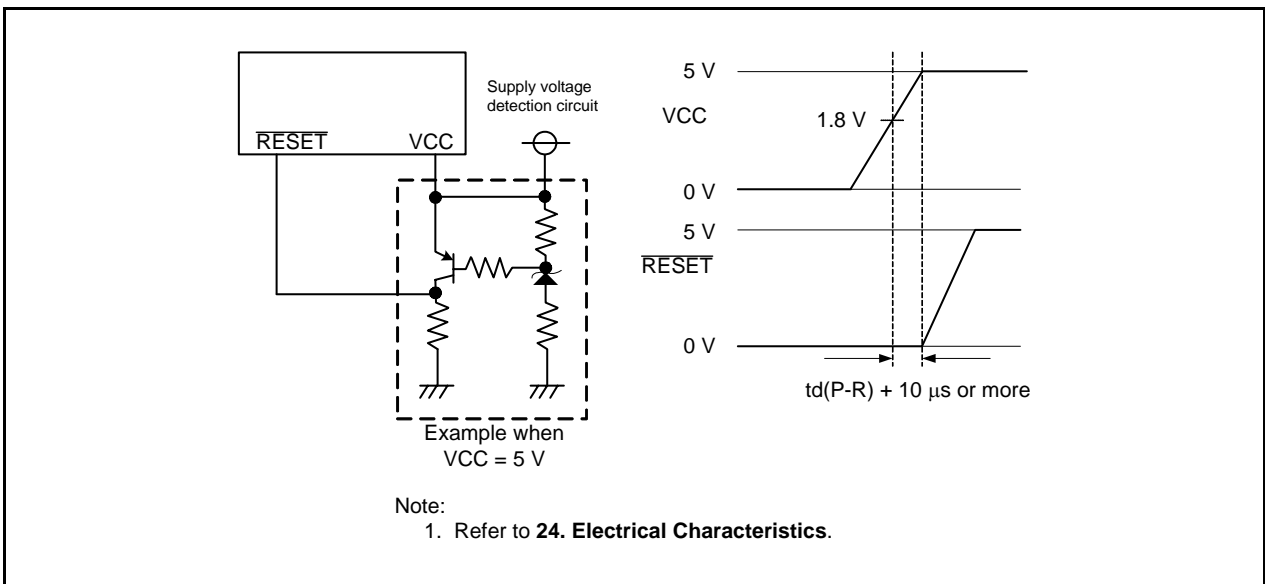 Supply voltage
detection circuit
RESET VCC
Example when
VCC = 5 V
5 V
VCC
1.8 V
0 V
5 V
RESET
0 V
td(P-R) + 10 μs or more
Note:
1. Refer to 24. Electrical Characteristics.